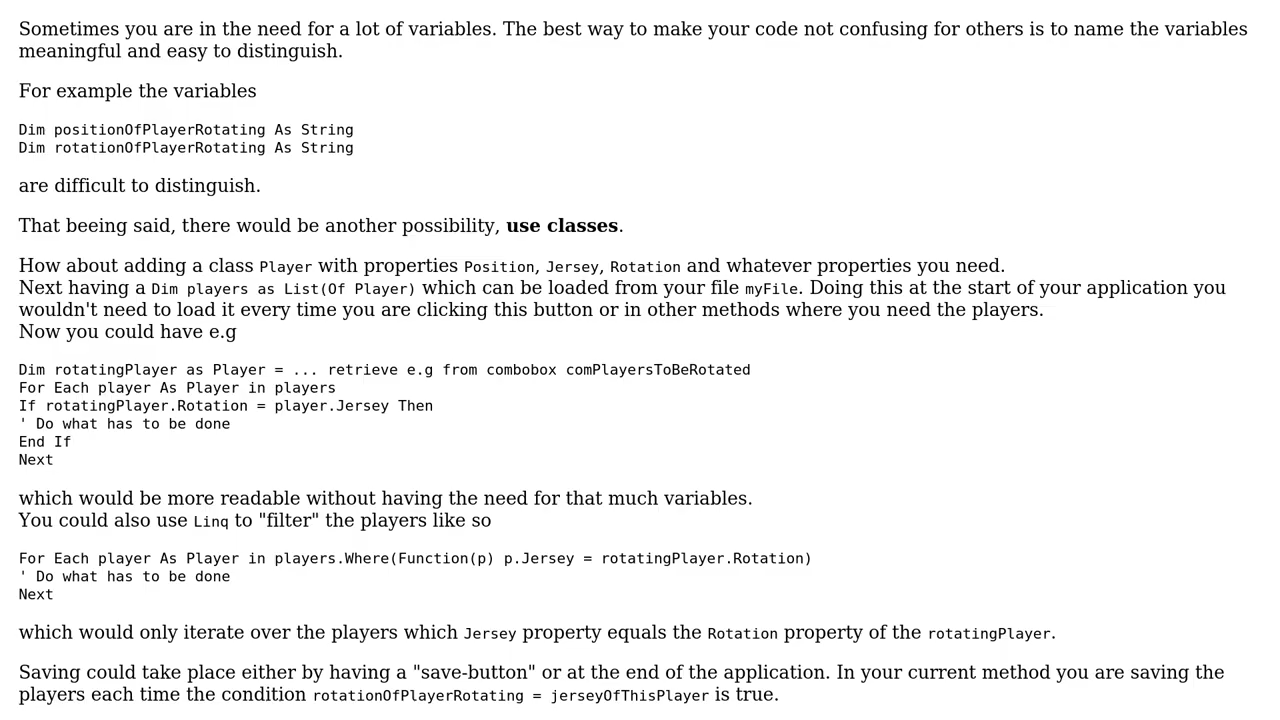 Sometimes you are in the need for a lot of variables. The best way to make your code not confusing for others is to name the variables
meaningful and easy to distinguish.
For example the variables
Dim positionOfPlayerRotating As String
Dim rotationOfPlayerRotating As String
are difficult to distinguish.
That beeing said, there would be another possibility, use classes.
How about adding a class Player with properties Position, Jersey, Rotation and whatever properties you need.
Next having a Dim players as List(Of Player) which can be loaded from your file myFile. Doing this at the start of your application you
wouldn't need to load it every time you are clicking this button or in other methods where you need the players.
Now you could have e.g
Dim rotatingPlayer as Player = ... retrieve e.g from combobox comPlayersToBeRotated
For Each player As Player in players
If rotatingPlayer.Rotation = player.Jersey Then
' Do what has to be done
End If
Next
which would be more readable without having the need for that much variables.
You could also use Linq to "filter" the players like so
For Each player As Player in players.Where(Function(p) p.Jersey = rotatingPlayer.Rotation)
' Do what has to be done
Next
which would only iterate over the players which Jersey property equals the Rotation property of the rotatingPlayer.
Saving could take place either by having a "save-button" or at the end of the application. In your current method you are saving the
players each time the condition rotationOfPlayerRotating = jerseyOfThisPlayer is true.